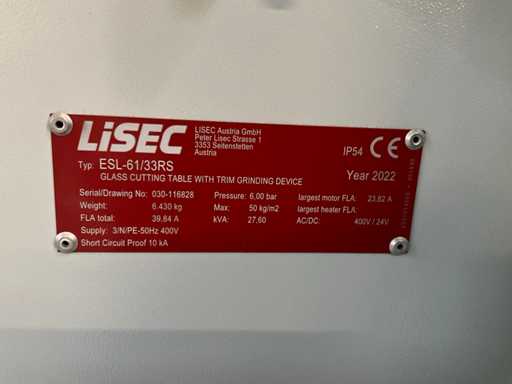 LiSEC
LiSEC Austria GmbH
Peter Lisec Strasse 1
3353 Seitenstetten
Austria
IP54 CE
Typ: ESL-61/33RS
Year 2022
GLASS CUTTING TABLE WITH TRIM GRINDING DEVICE
Serial/Drawing No: 030-116828 Pressure: 6,00 bar largest motor FLA: 23,82 A
Weight: 6.430 kg Max: 50 kg/m2 largest heater FLA:
FLA total: 39,84 A kVA: 27,60 AC/DC: 400V / 24V
Supply: 3/N/PE-50Hz 400V
Short Circuit Proof 10 kA